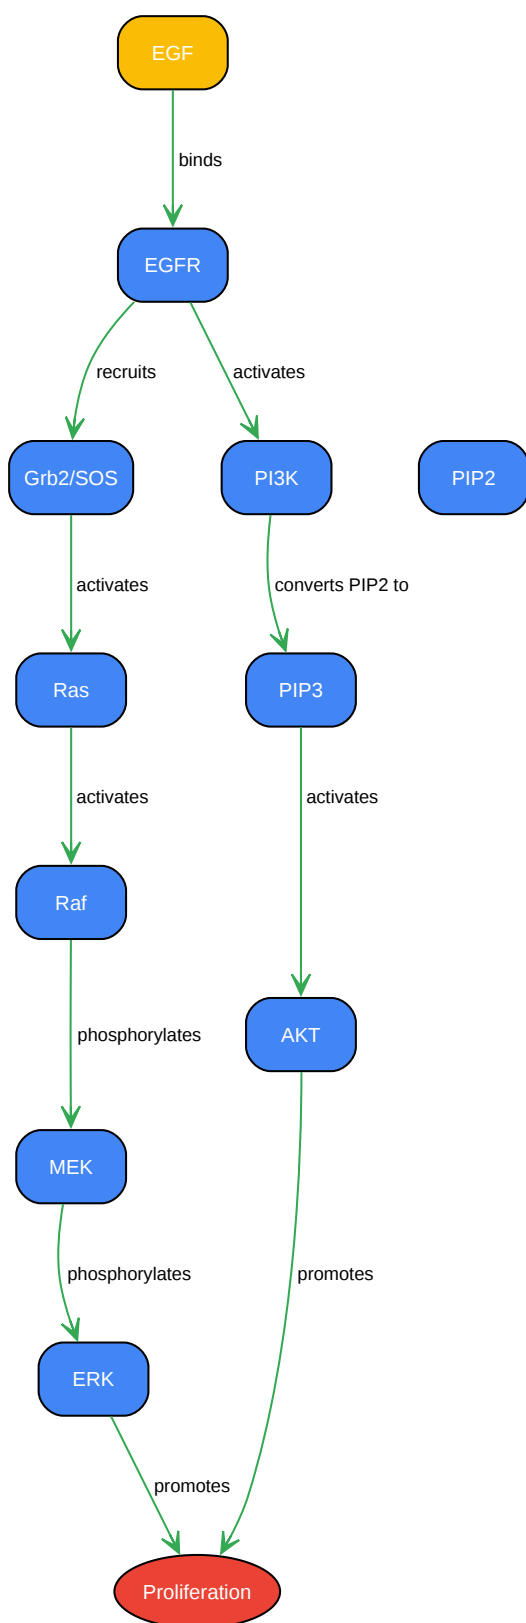 EGF
binds
EGFR
recruits
activates
Grb2/SOS
PI3K
PIP2
activates
converts PIP2 to
Ras
PIP3
activates
activates
Raf
phosphorylates
AKT
MEK
phosphorylates
promotes
ERK
promotes
Proliferation